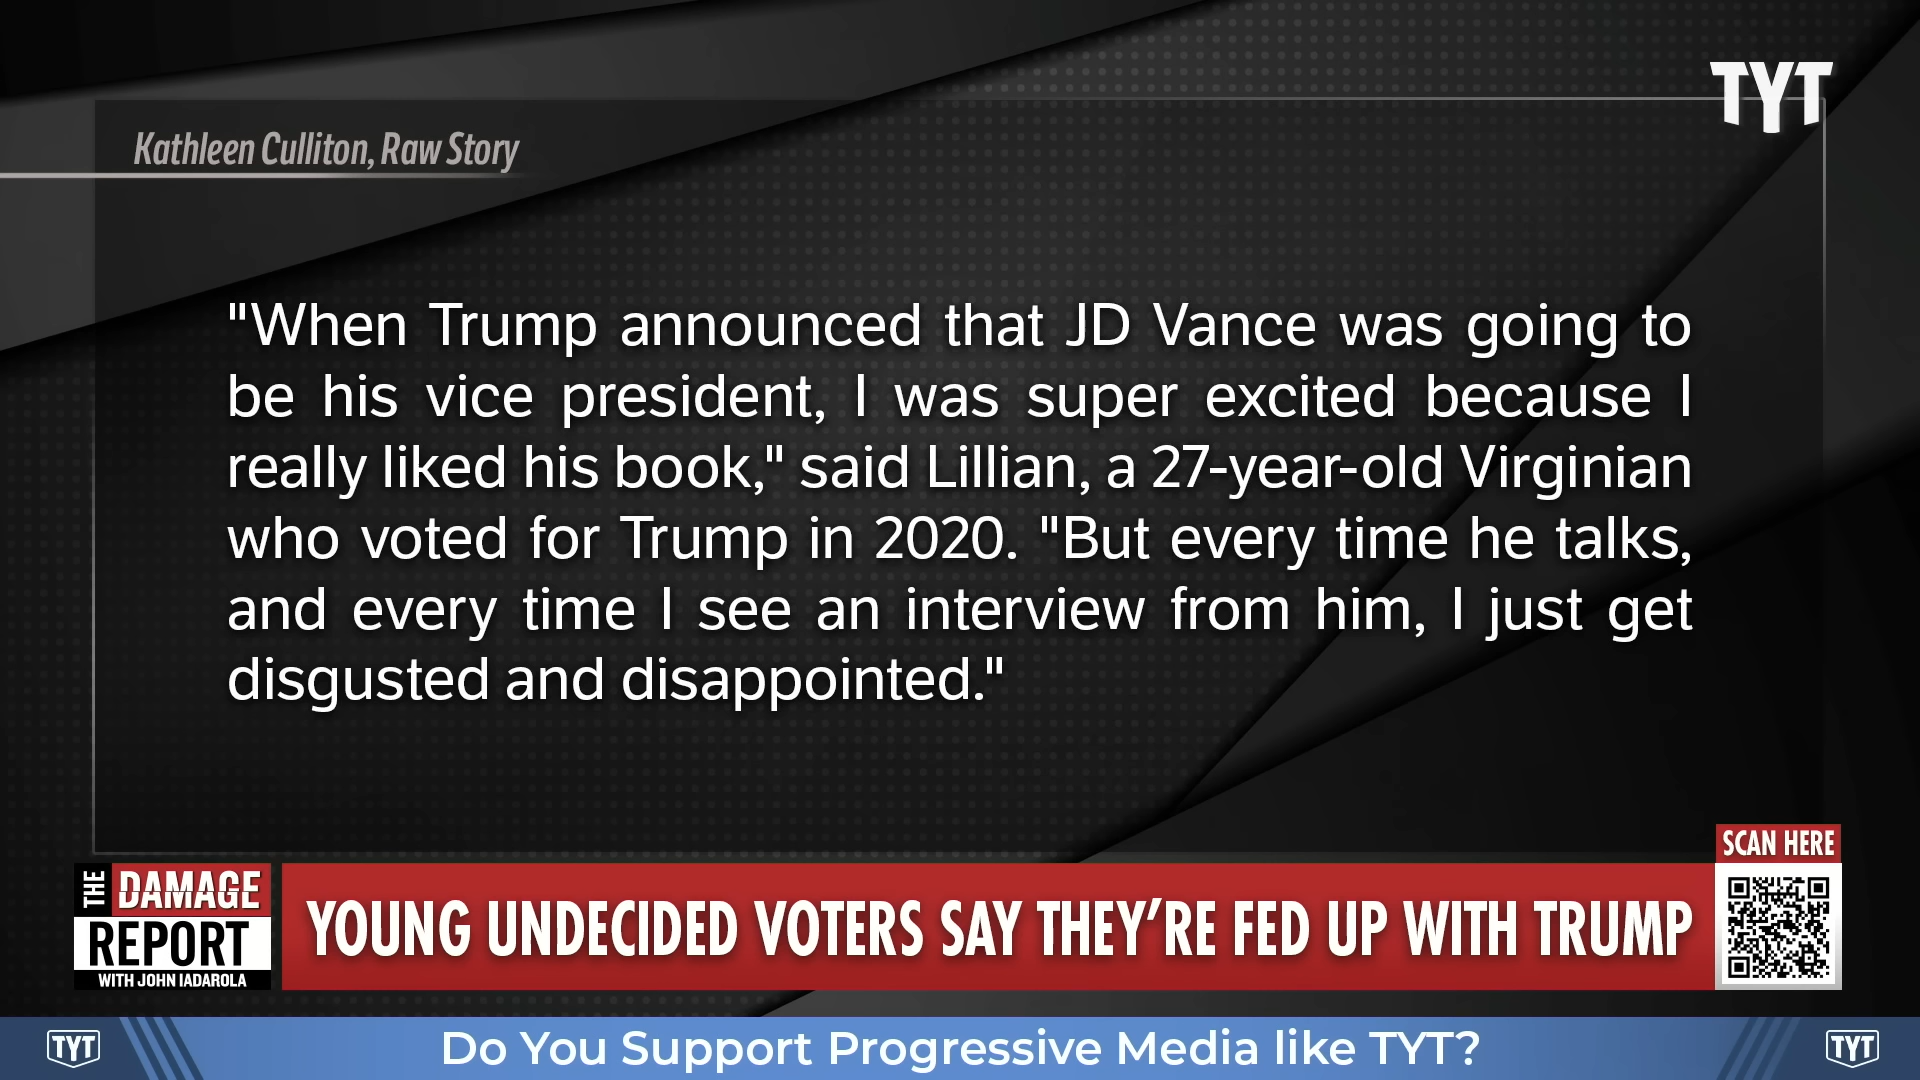 TYT
Kathleen Culliton, Raw Story
"When Trump announced that JD Vance was going to
be his vice president, I was super excited because I
really liked his book," said Lillian, a 27-year-old Virginian
who voted for Trump in 2020. "But every time he talks,
and every time I see an interview from him, I just get
disgusted and disappointed."
SCAN HERE
THE DAMAGE
REPORT
WITH JOHN IADAROLA
YOUNG UNDECIDED VOTERS SAY THEY’RE FED UP WITH TRUMP
TYT
Do You Support Progressive Media like TYT?
TYT